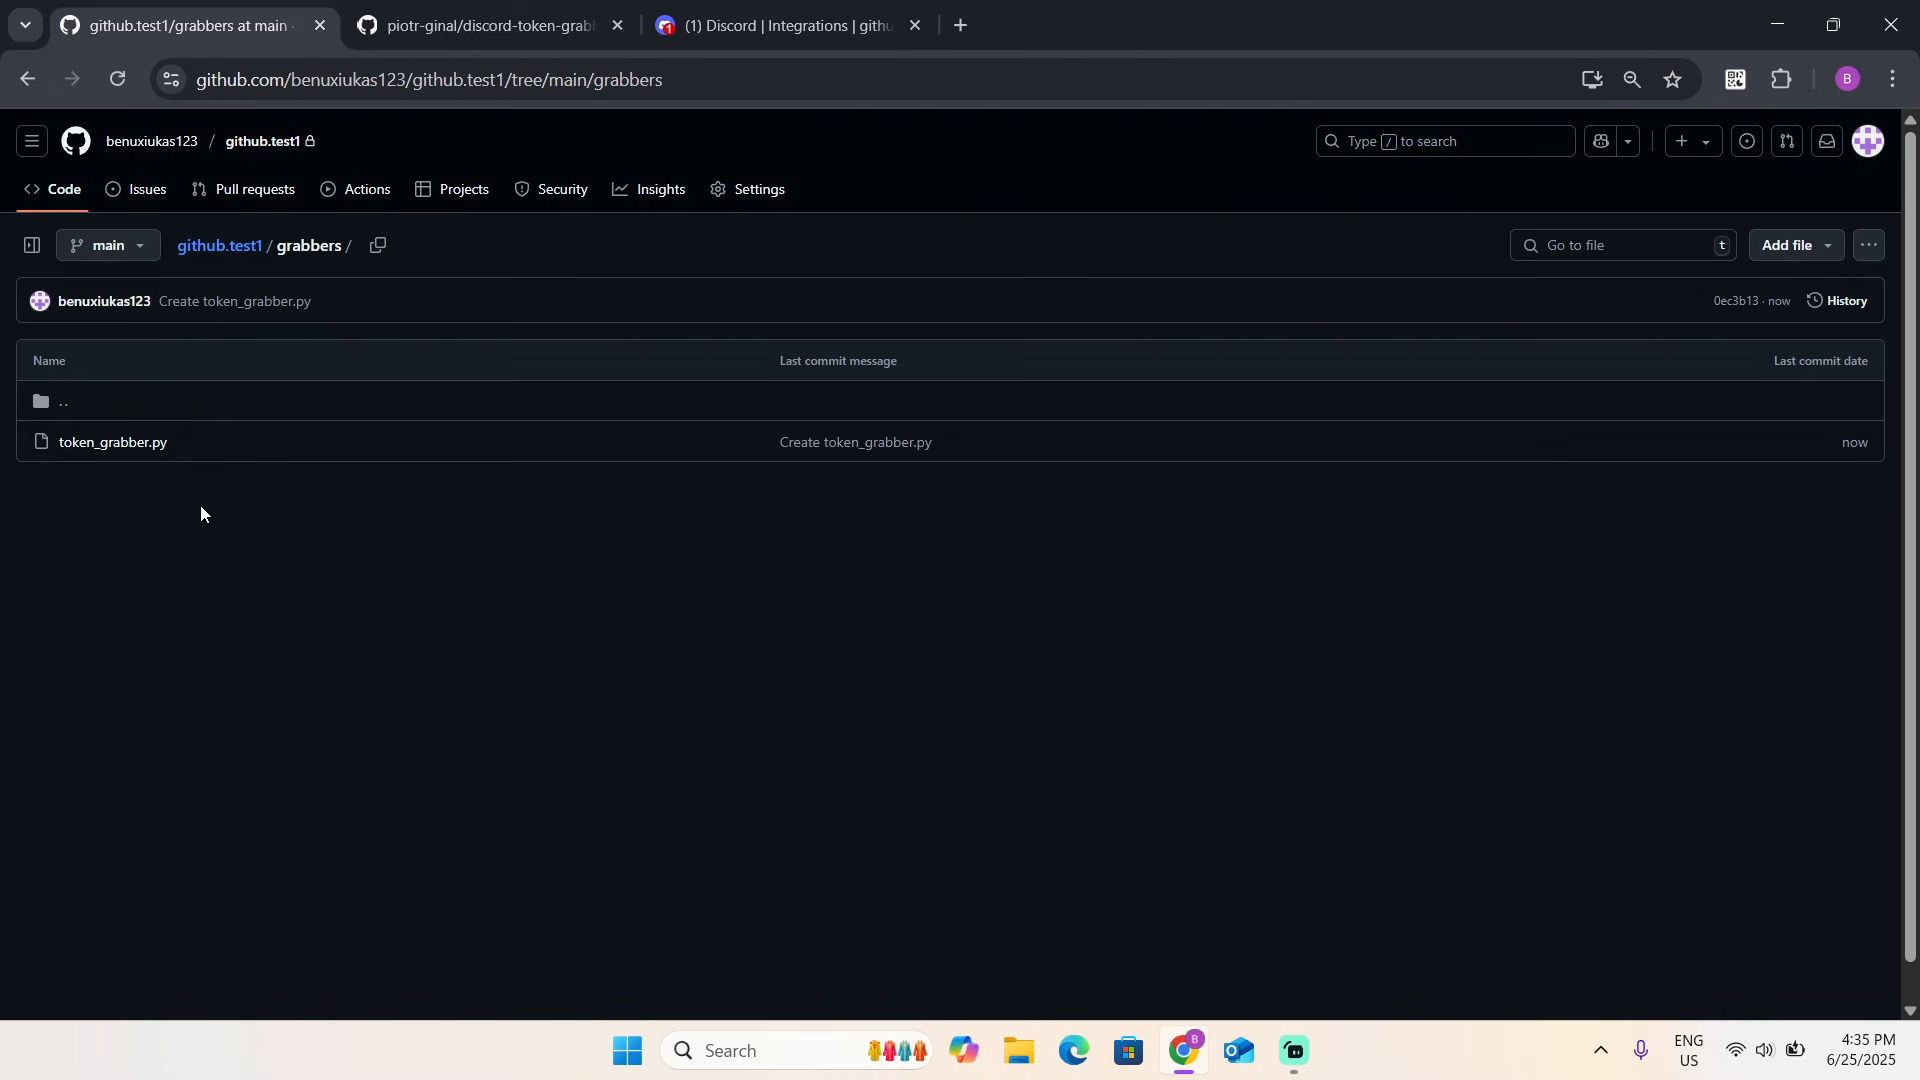 github.test1/grabbers at main ·
piotr-ginal/discord-token-grabb
(1) Discord | Integrations | githu
github.com/benuxiukas123/github.test1/tree/main/grabbers
B
benuxiukas123 / github.test1
Type / to search
Code
Issues
Pull requests
Actions
Projects
Security
Insights
Settings
main
github.test1 / grabbers /
Go to file
t
Add file
benuxiukas123 Create token_grabber.py
0ec3b13 · now
History
Name
Last commit message
Last commit date
..
token_grabber.py
Create token_grabber.py
now
Search
B
ENG
US
4:35 PM
6/25/2025